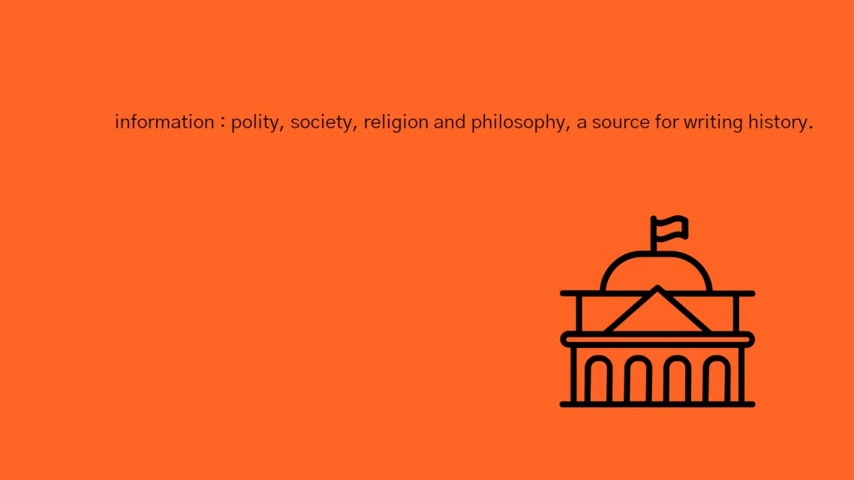 information : polity, society, religion and philosophy, a source for writing history.